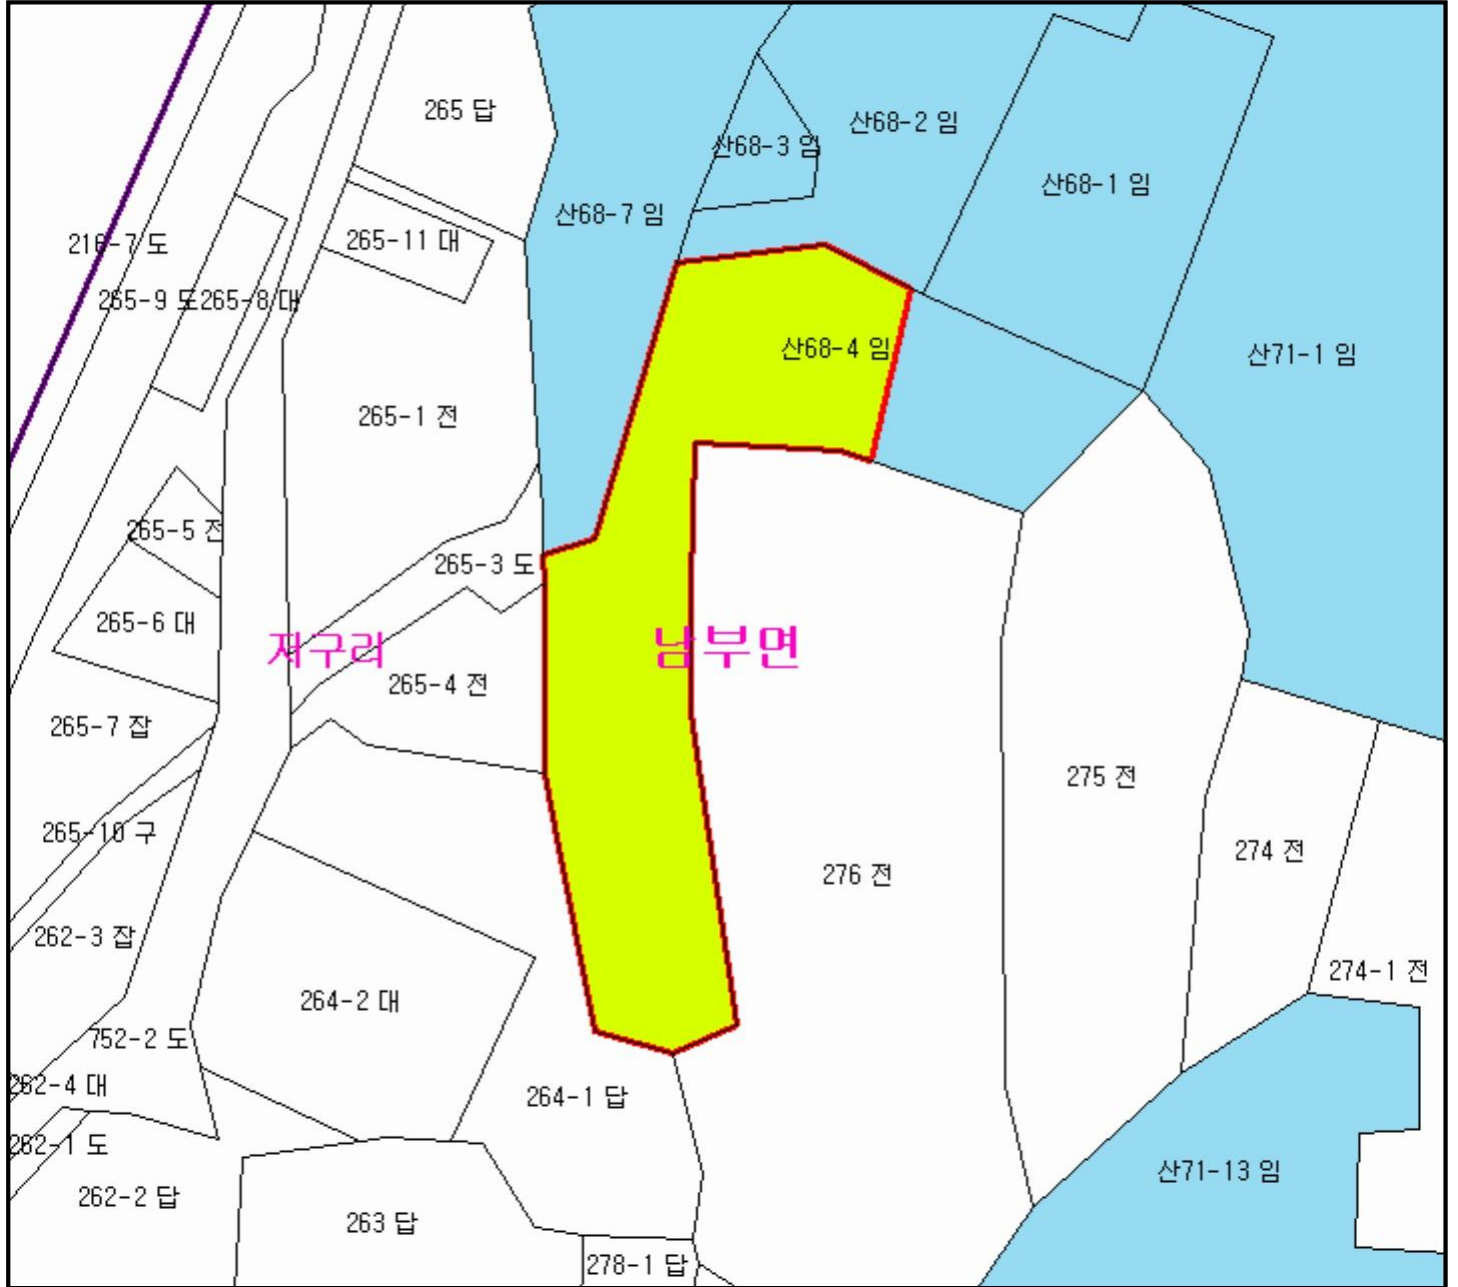 265 답
산68-2 임
산68-3 임
산68-1 임
산68-7 임
216-7 도
265-11 대
265-9 도
265-8 대
산68-4 임
산71-1 임
265-1 전
265-5 전
265-3 도
265-6 대
저구리
남부면
265-4 전
265-7 잡
275 전
265-10 구
274 전
276 전
262-3 잡
274-1 전
264-2 대
752-2 도
262-4 대
264-1 답
262-1 도
산71-13 임
262-2 답
263 답
278-1 답